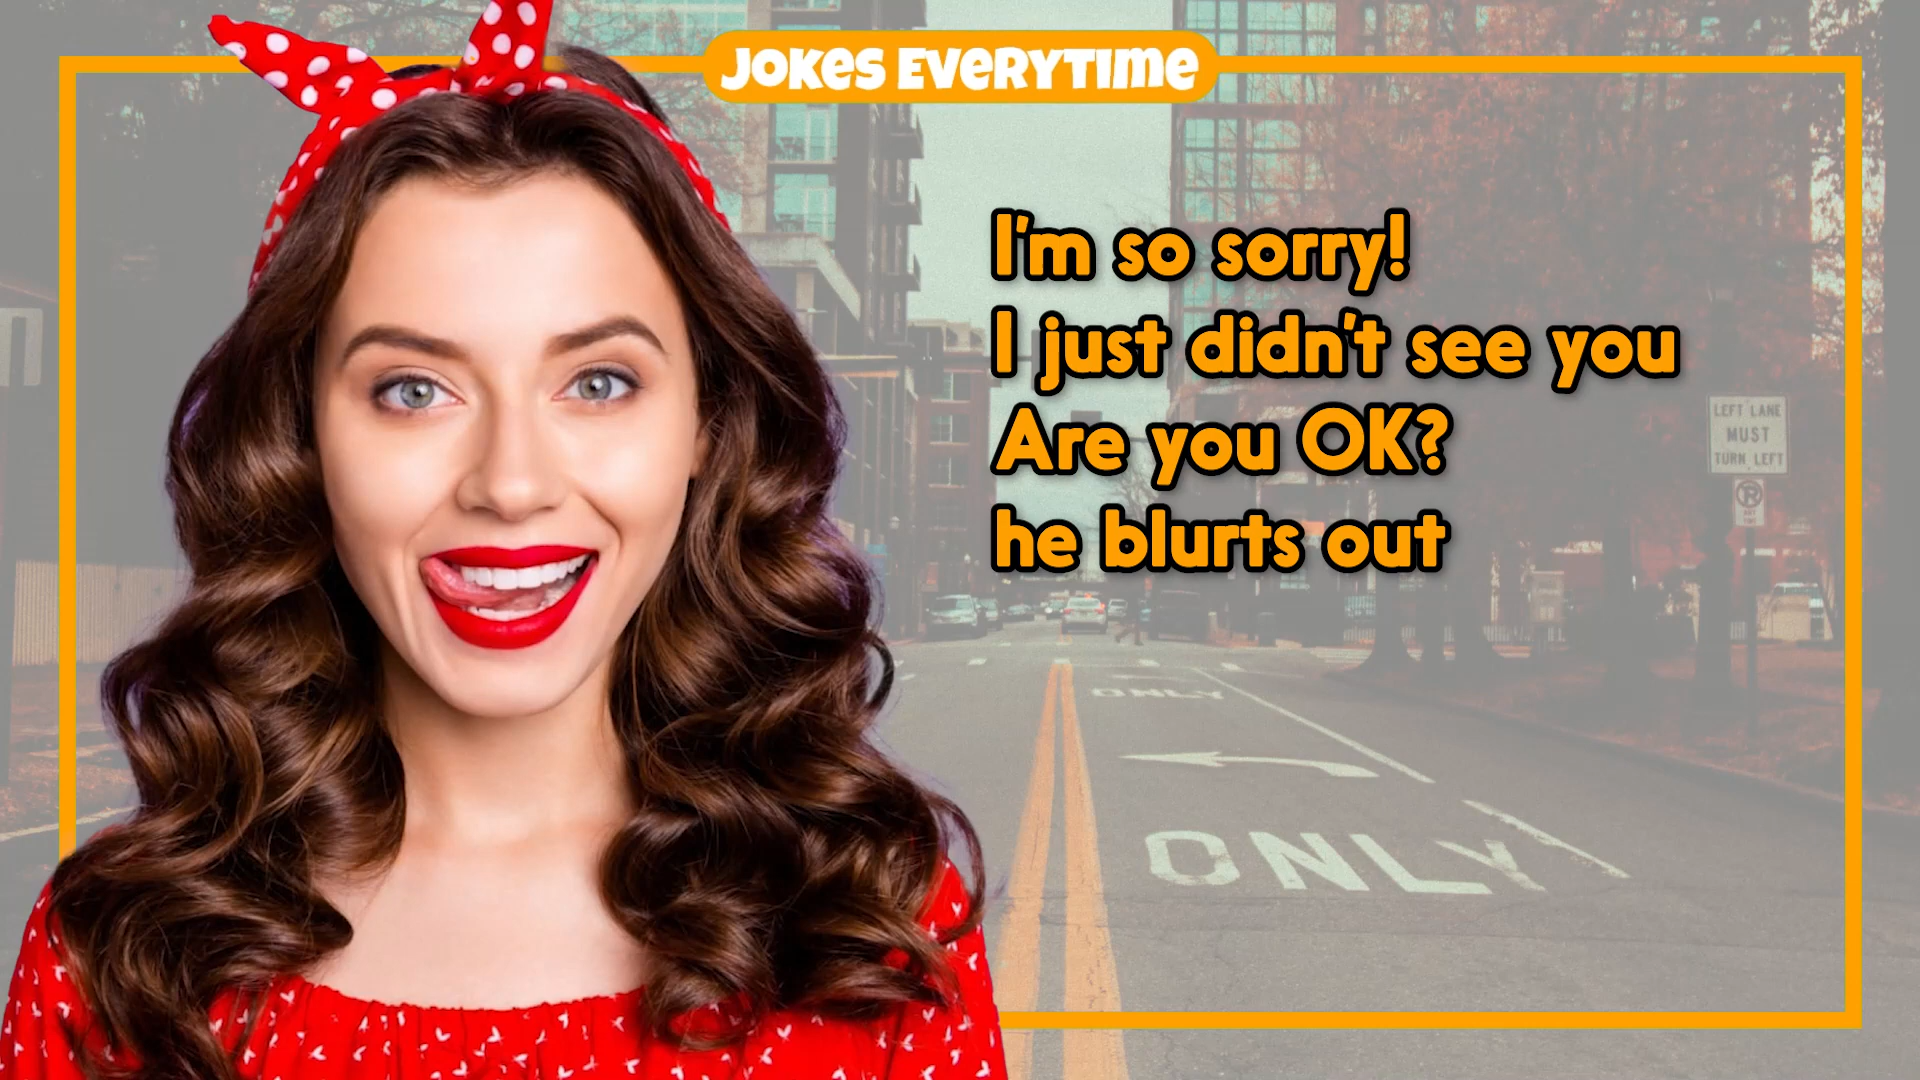 JOKES EVERYTIME
I'm so sorry!
I just didn't see you
Are you OK?
he blurts out
LEFT LANE
MUST
TURN LEFT
ONLY
ONLY